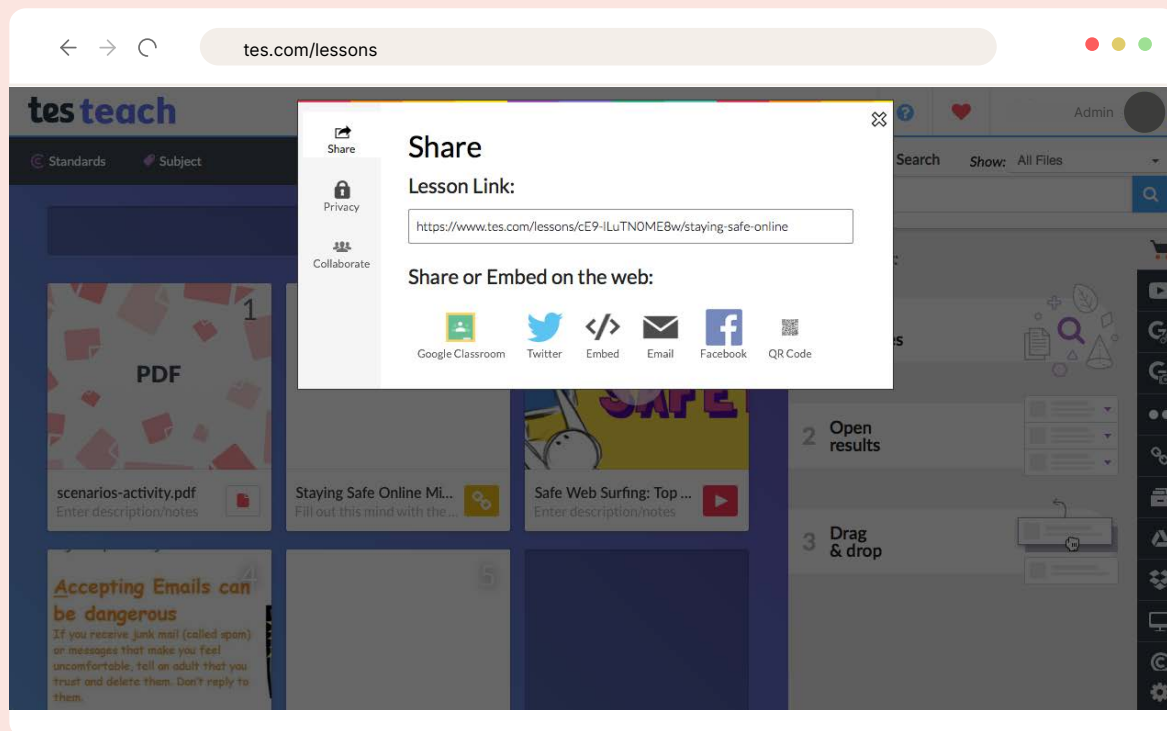 tes.com/lessons
tes teach
Admin
Standards
Subject
Search
Show: All Files
Share
Privacy
Collaborate
Share
Lesson Link:
https://www.tes.com/lessons/cE9-lLuTN0ME8w/staying-safe-online
Share or Embed on the web:
Google Classroom
Twitter
Embed
Email
Facebook
QR Code
1
PDF
SAFE
scenarios-activity.pdf
Enter description/notes
Staying Safe Online Mi...
Fill out this mind with the...
Safe Web Surfing: Top ...
Enter description/notes
2 Open
results
3 Drag
& drop
4
Accepting Emails can
be dangerous
If you receive junk mail (called spam)
or messages that make you feel
uncomfortable, tell an adult that you
trust and delete them. Don't reply to
them.
5